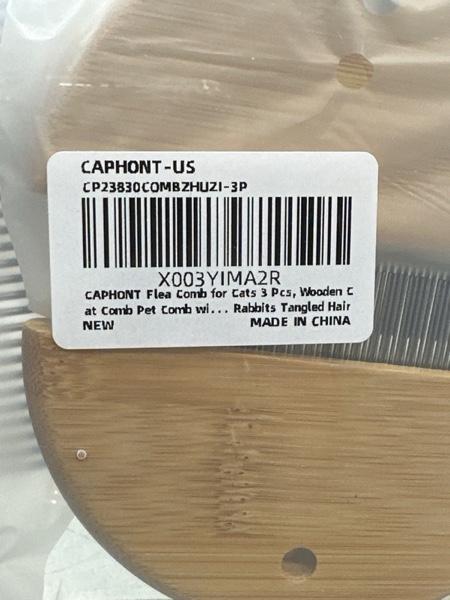 CAPHONT-US
CP23830COMBZHUZI-3P
X003YIMA2R
CAPHONT Flea Comb for Cats 3 Pcs, Wooden C
at Comb Pet Comb wi... Rabbits Tangled Hair
NEW MADE IN CHINA